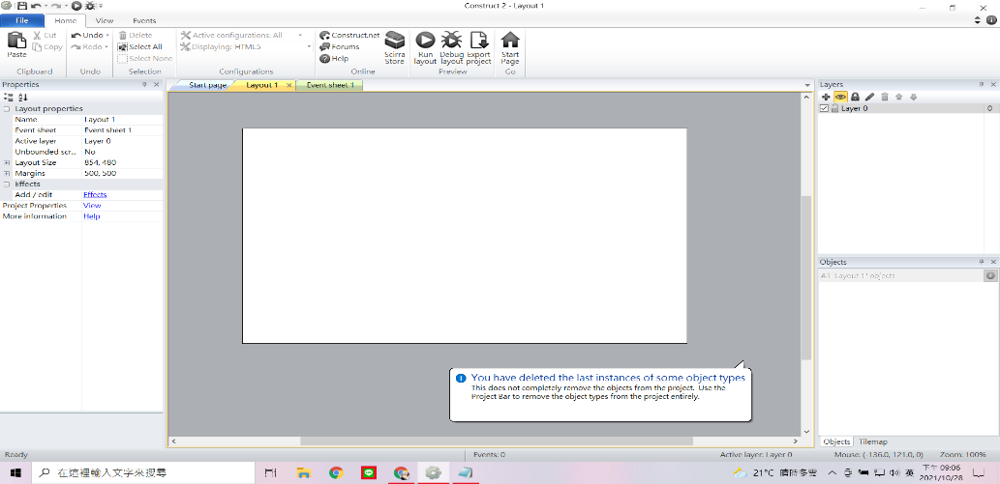 Construct 2 - Layout 1
File Home View Events
Paste Cut Copy
Undo Redo
Delete Select All Select None
Active configurations: All
Displaying: HTML5
Construct.net Forums Help
Scirra Store
Run layout Debug layout Export project
Start Page
Clipboard Undo Selection Configurations Online Preview Go
Properties
Start page Layout 1 Event sheet 1
Layers
Layer 0 0
Layout properties
Name Layout 1
Event sheet Event sheet 1
Active layer Layer 0
Unbounded scr... No
Layout Size 854, 480
Margins 500, 500
Effects
Add / edit Effects
Project Properties View
More information Help
Objects
All 'Layout 1' objects
You have deleted the last instances of some object types
This does not completely remove the objects from the project. Use the
Project Bar to remove the object types from the project entirely.
Objects Tilemap
Ready Events: 0 Active layer: Layer 0 Mouse: (-136.0, 121.0, 0) Zoom: 100%
在這裡輸入文字來搜尋
21°C 晴時多雲 英 下午 09:06
2021/10/28